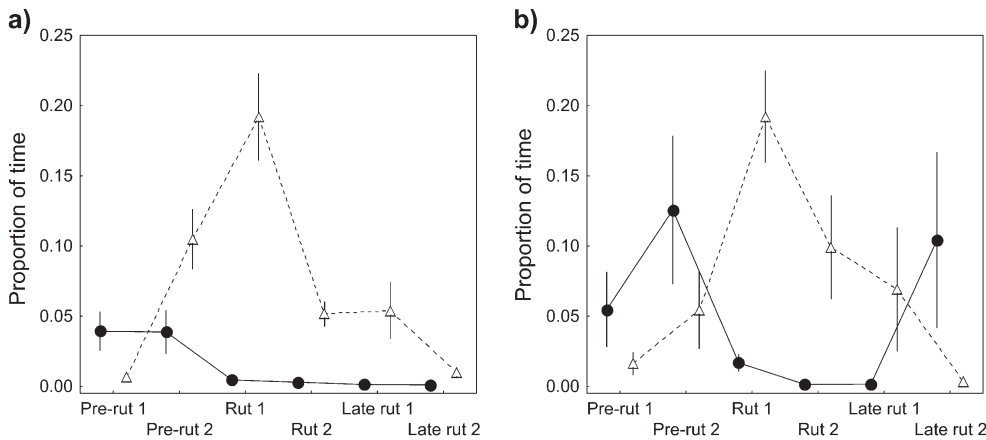 a)
Proportion of time
0.25
0.20
0.15
0.10
0.05
0.00
Pre-rut 1 Rut 1 Late rut 1
Pre-rut 2 Rut 2 Late rut 2
b)
Proportion of time
0.25
0.20
0.15
0.10
0.05
0.00
Pre-rut 1 Rut 1 Late rut 1
Pre-rut 2 Rut 2 Late rut 2